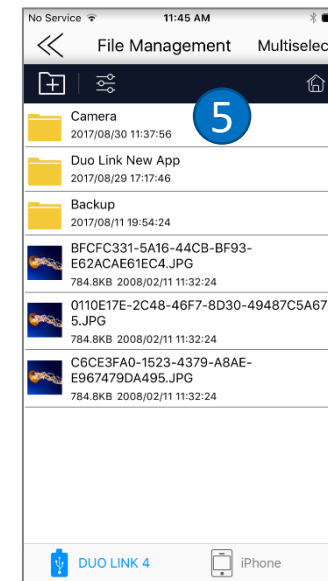 No Service 11:45 AM
File Management Multiselec
5
Camera
2017/08/30 11:37:56
Duo Link New App
2017/08/29 17:17:46
Backup
2017/08/11 19:54:24
BFCFC331-5A16-44CB-BF93-
E62ACAE61EC4.JPG
784.8KB 2008/02/11 11:32:24
0110E17E-2C48-46F7-8D30-49487C5A67
5.JPG
784.8KB 2008/02/11 11:32:24
C6CE3FA0-1523-4379-A8AE-
E967479DA495.JPG
784.8KB 2008/02/11 11:32:24
DUO LINK 4 iPhone